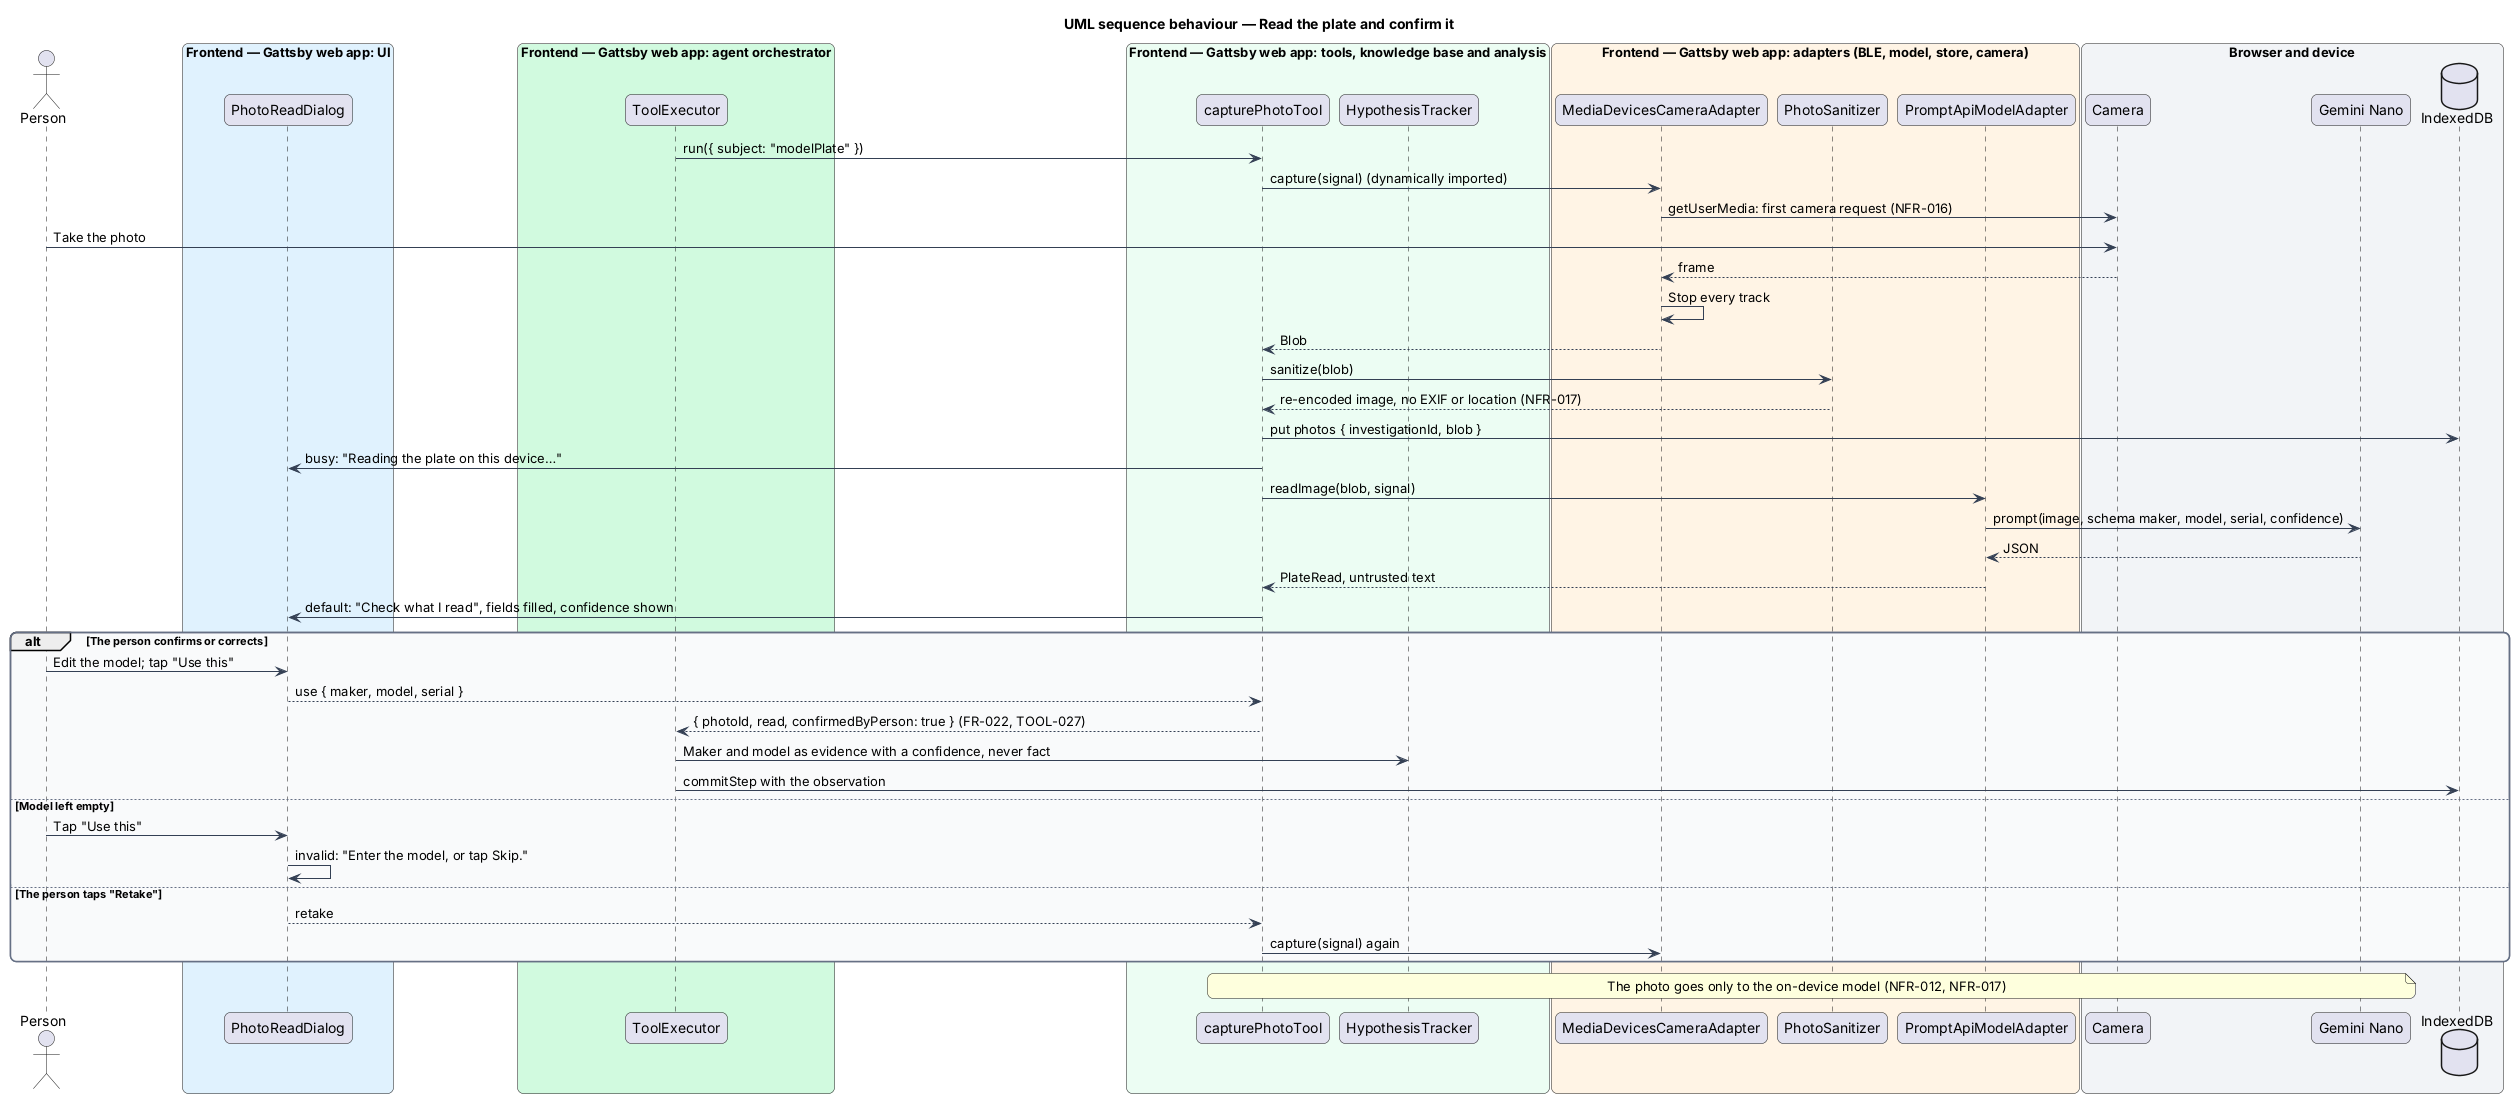 UML sequence behaviour — Read the plate and confirm it
Frontend — Gattsby web app: UI
Frontend — Gattsby web app: agent orchestrator
Frontend — Gattsby web app: tools, knowledge base and analysis
Frontend — Gattsby web app: adapters (BLE, model, store, camera)
Browser and device
Person
PhotoReadDialog
ToolExecutor
capturePhotoTool
HypothesisTracker
MediaDevicesCameraAdapter
PhotoSanitizer
PromptApiModelAdapter
Camera
Gemini Nano
IndexedDB
run({ subject: "modelPlate" })
capture(signal) (dynamically imported)
getUserMedia: first camera request (NFR-016)
Take the photo
frame
Stop every track
Blob
sanitize(blob)
re-encoded image, no EXIF or location (NFR-017)
put photos { investigationId, blob }
busy: "Reading the plate on this device…"
readImage(blob, signal)
prompt(image, schema maker, model, serial, confidence)
JSON
PlateRead, untrusted text
default: "Check what I read", fields filled, confidence shown
alt [The person confirms or corrects]
Edit the model; tap "Use this"
use { maker, model, serial }
{ photoId, read, confirmedByPerson: true } (FR-022, TOOL-027)
Maker and model as evidence with a confidence, never fact
commitStep with the observation
[Model left empty]
Tap "Use this"
invalid: "Enter the model, or tap Skip."
[The person taps "Retake"]
retake
capture(signal) again
The photo goes only to the on-device model (NFR-012, NFR-017)
Person
PhotoReadDialog
ToolExecutor
capturePhotoTool
HypothesisTracker
MediaDevicesCameraAdapter
PhotoSanitizer
PromptApiModelAdapter
Camera
Gemini Nano
IndexedDB